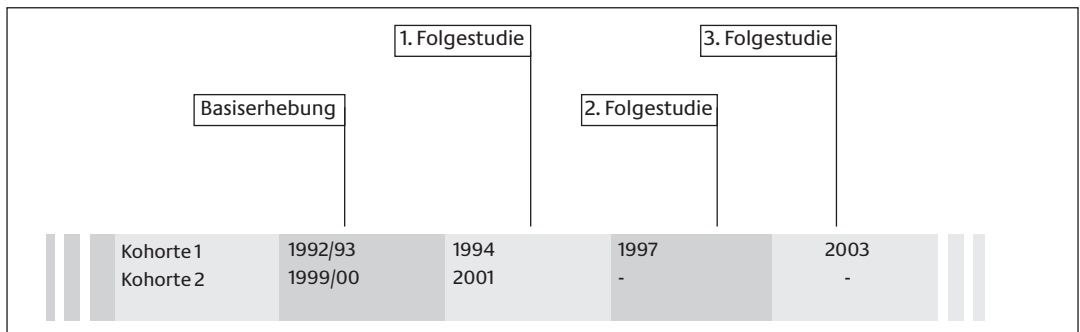 1. Folgestudie 3. Folgestudie
Basiserhebung 2. Folgestudie
Kohorte 1 1992/93 1994 1997 2003
Kohorte 2 1999/00 2001 - -